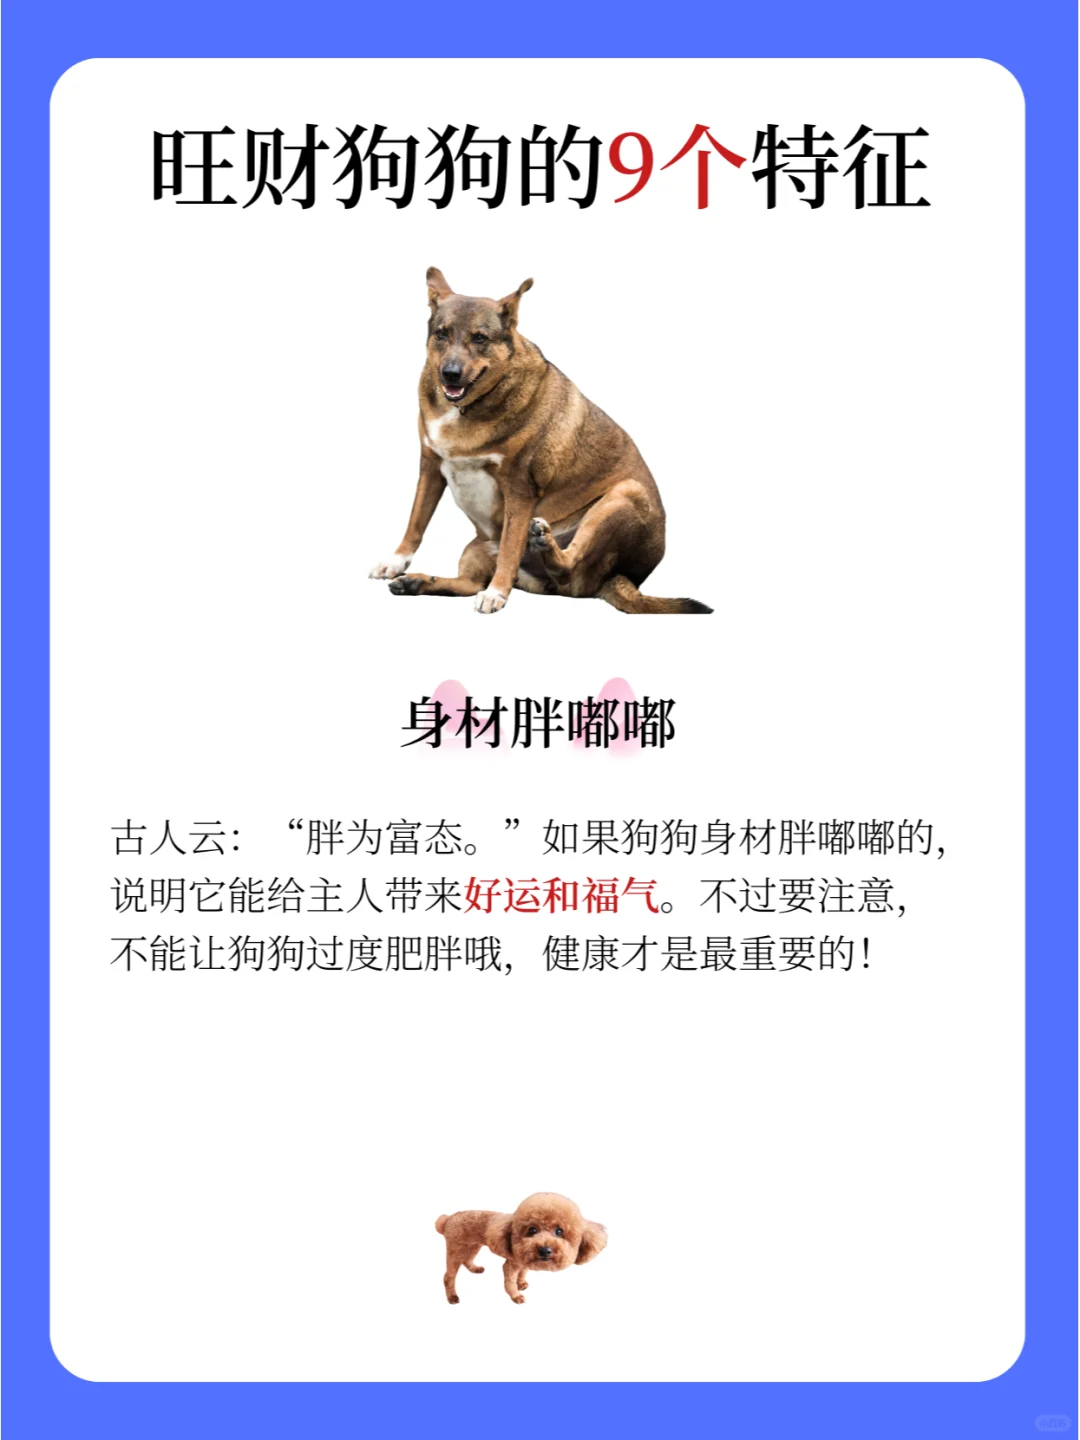 旺财狗狗的9个特征
身材胖嘟嘟
古人云：“胖为富态。”如果狗狗身材胖嘟嘟的，
说明它能给主人带来好运和福气。不过要注意，
不能让狗狗过度肥胖哦，健康才是最重要的！